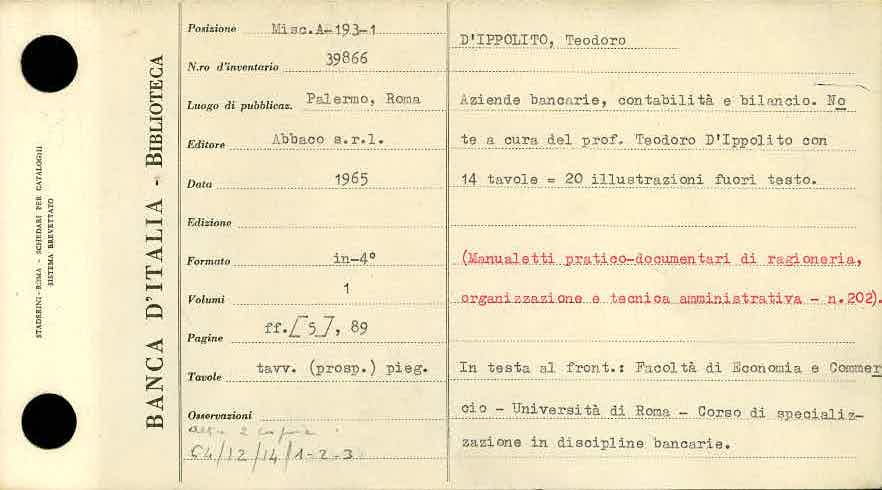 STADERINI - ROMA - SCHEDARI PER CATALOGHI
SISTEMA BREVETTATO
BANCA D'ITALIA - BIBLIOTECA
Posizione Misc.A-193-1
N.ro d'inventario 39866
Luogo di pubblicaz. Palermo, Roma
Editore Abbaco s.r.l.
Data 1965
Edizione
Formato in-4°
Volumi 1
Pagine ff.[5], 89
Tavole tavv. (prosp.) pieg.
Osservazioni
altre 2 copie
64/12/14/1-2-3
D'IPPOLITO, Teodoro
Aziende bancarie, contabilità e bilancio. No
te a cura del prof. Teodoro D'Ippolito con
14 tavole = 20 illustrazioni fuori testo.
(Manualetti pratico-documentari di ragioneria,
organizzazione e tecnica amministrativa - n.202).
In testa al front.: Facoltà di Economia e Commer
cio - Università di Roma - Corso di specializ-
zazione in discipline bancarie.